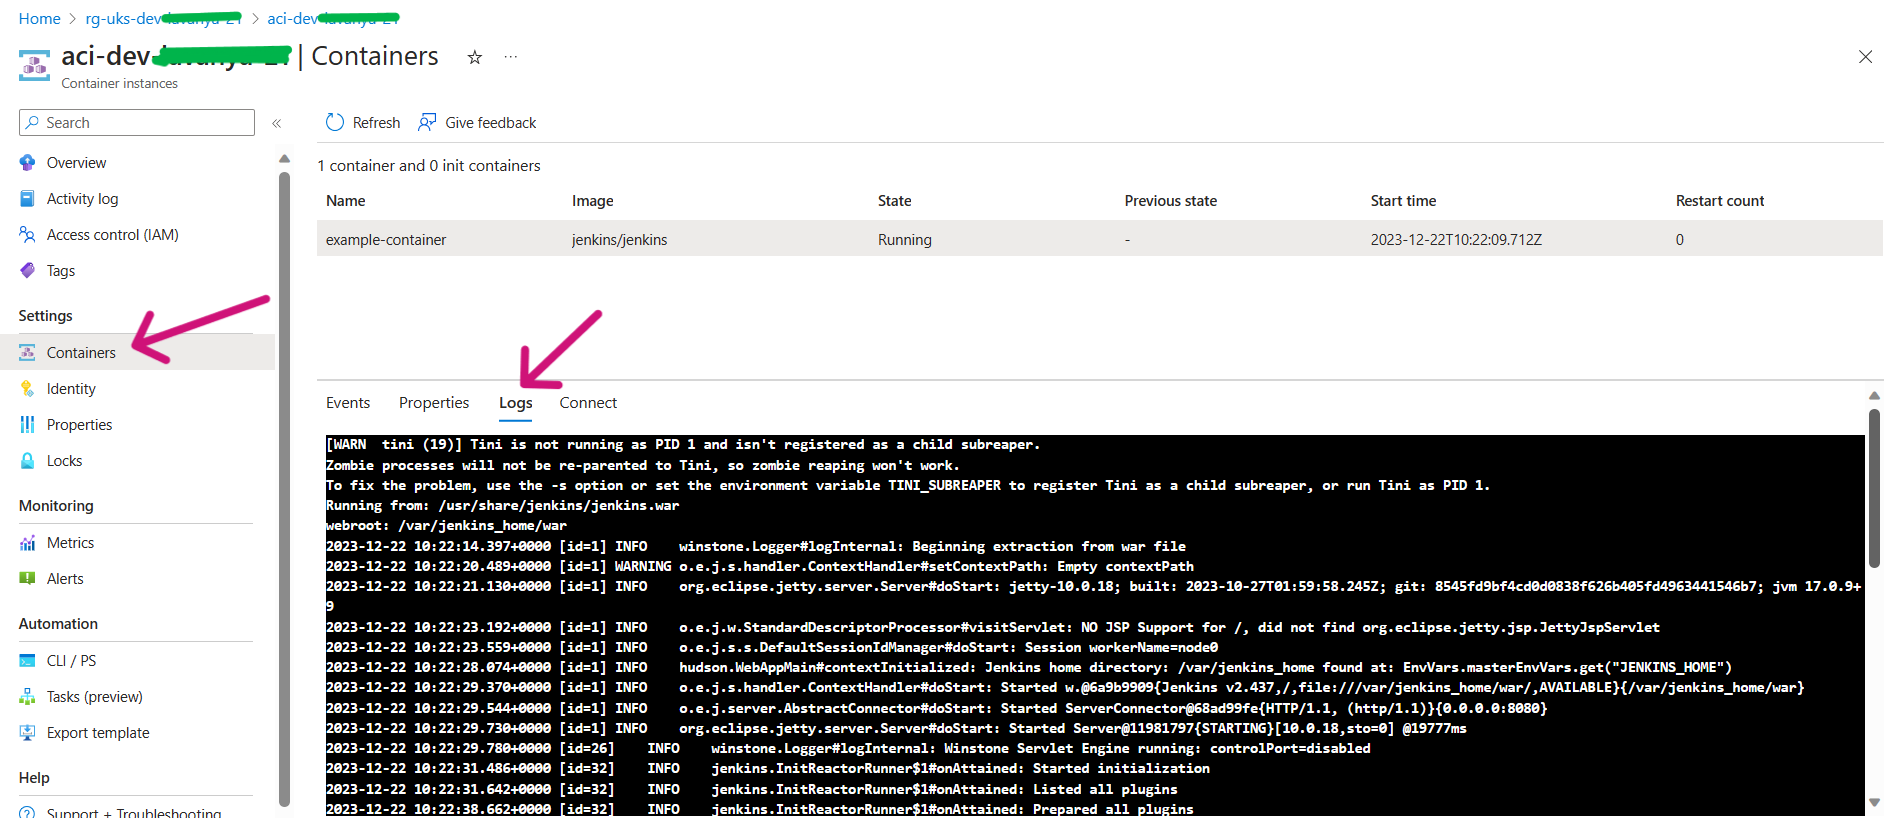 Home > rg-uks-dev > aci-dev
aci-dev | Containers
Container instances
Search
Refresh
Give feedback
Overview
Activity log
Access control (IAM)
Tags
Settings
Containers
Identity
Properties
Locks
Monitoring
Metrics
Alerts
Automation
CLI / PS
Tasks (preview)
Export template
Help
Support + Troubleshooting
1 container and 0 init containers
Name Image State Previous state Start time Restart count
example-container jenkins/jenkins Running - 2023-12-22T10:22:09.712Z 0
Events Properties Logs Connect
[WARN  tini (19)] Tini is not running as PID 1 and isn't registered as a child subreaper.
Zombie processes will not be re-parented to Tini, so zombie reaping won't work.
To fix the problem, use the -s option or set the environment variable TINI_SUBREAPER to register Tini as a child subreaper, or run Tini as PID 1.
Running from: /usr/share/jenkins/jenkins.war
webroot: /var/jenkins_home/war
2023-12-22 10:22:14.397+0000 [id=1] INFO    winstone.Logger#logInternal: Beginning extraction from war file
2023-12-22 10:22:20.489+0000 [id=1] WARNING o.e.j.s.handler.ContextHandler#setContextPath: Empty contextPath
2023-12-22 10:22:21.130+0000 [id=1] INFO    org.eclipse.jetty.server.Server#doStart: jetty-10.0.18; built: 2023-10-27T01:59:58.245Z; git: 8545fd9bf4cd0d0838f626b405fd4963441546b7; jvm 17.0.9+
9
2023-12-22 10:22:23.192+0000 [id=1] INFO    o.e.j.w.StandardDescriptorProcessor#visitServlet: NO JSP Support for /, did not find org.eclipse.jetty.jsp.JettyJspServlet
2023-12-22 10:22:23.559+0000 [id=1] INFO    o.e.j.s.s.DefaultSessionIdManager#doStart: Session workerName=node0
2023-12-22 10:22:28.074+0000 [id=1] INFO    hudson.WebAppMain#contextInitialized: Jenkins home directory: /var/jenkins_home found at: EnvVars.masterEnvVars.get("JENKINS_HOME")
2023-12-22 10:22:29.370+0000 [id=1] INFO    o.e.j.s.handler.ContextHandler#doStart: Started w.@6a9b9909{Jenkins v2.437,/,file:///var/jenkins_home/war/,AVAILABLE}{/var/jenkins_home/war}
2023-12-22 10:22:29.544+0000 [id=1] INFO    o.e.j.server.AbstractConnector#doStart: Started ServerConnector@68ad99fe{HTTP/1.1, (http/1.1)}{0.0.0.0:8080}
2023-12-22 10:22:29.730+0000 [id=1] INFO    org.eclipse.jetty.server.Server#doStart: Started Server@11981797{STARTING}[10.0.18,sto=0] @19777ms
2023-12-22 10:22:29.780+0000 [id=26]    INFO    winstone.Logger#logInternal: Winstone Servlet Engine running: controlPort=disabled
2023-12-22 10:22:31.486+0000 [id=32]    INFO    jenkins.InitReactorRunner$1#onAttained: Started initialization
2023-12-22 10:22:31.642+0000 [id=32]    INFO    jenkins.InitReactorRunner$1#onAttained: Listed all plugins
2023-12-22 10:22:38.662+0000 [id=32]    INFO    jenkins.InitReactorRunner$1#onAttained: Prepared all plugins